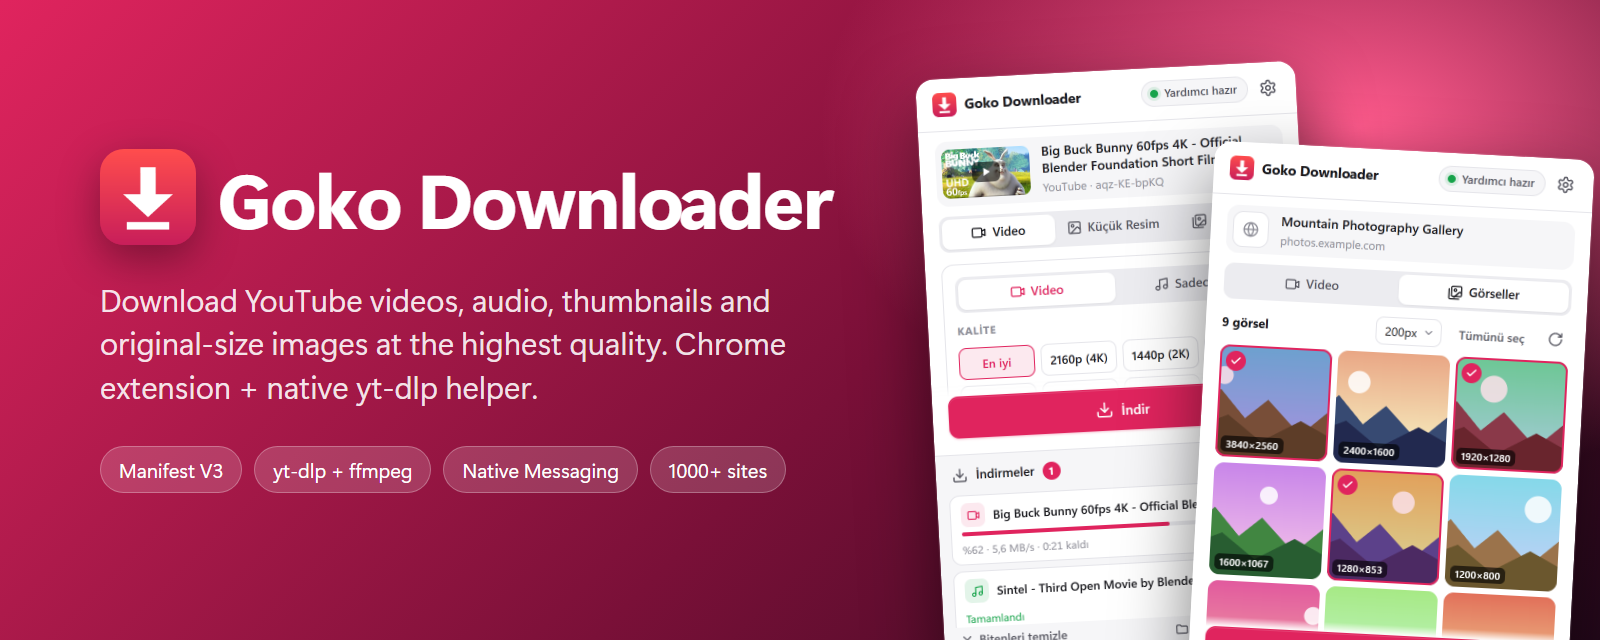 Goko Downloader
Download YouTube videos, audio, thumbnails and
original-size images at the highest quality. Chrome
extension + native yt-dlp helper.
Manifest V3
yt-dlp + ffmpeg
Native Messaging
1000+ sites
Goko Downloader
Yardımcı hazır
Big Buck Bunny
UHD
60fps
Big Buck Bunny 60fps 4K - Official
Blender Foundation Short Fil
YouTube · aqz-KE-bpKQ
Video
Küçük Resim
Video
Sadec
KALİTE
En iyi
2160p (4K)
1440p (2K)
İndir
İndirmeler
1
Big Buck Bunny 60fps 4K - Official Ble
%62 · 5,6 MB/s · 0:21 kaldı
Sintel - Third Open Movie by Blende
Tamamlandı
Bitenleri temizle
Goko Downloader
Yardımcı hazır
Mountain Photography Gallery
photos.example.com
Video
Görseller
9 görsel
200px
Tümünü seç
3840×2560
2400×1600
1920×1280
1600×1067
1280×853
1200×800